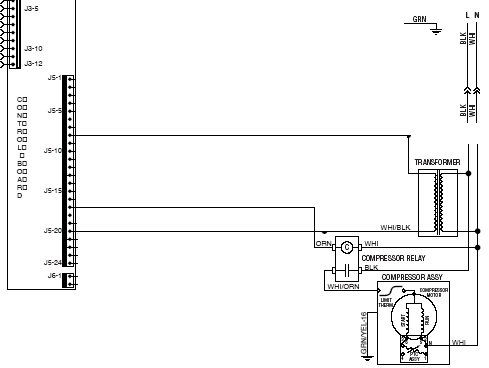 J3-5
J3-10
J3-12
J5-1
J5-5
J5-10
J5-15
J5-20
J5-24
J6-1
C
O
N
T
R
O
L
B
O
A
R
D
GRN
L N
BLK
WHI
BLK
WHI
TRANSFORMER
WHI/BLK
ORN
C
WHI
COMPRESSOR RELAY
BLK
WHI/ORN
COMPRESSOR ASSY
LIMIT
THERM.
COMPRESSOR
MOTOR
START
RUN
GRN/YEL-16
WHI
PTC
ASSY